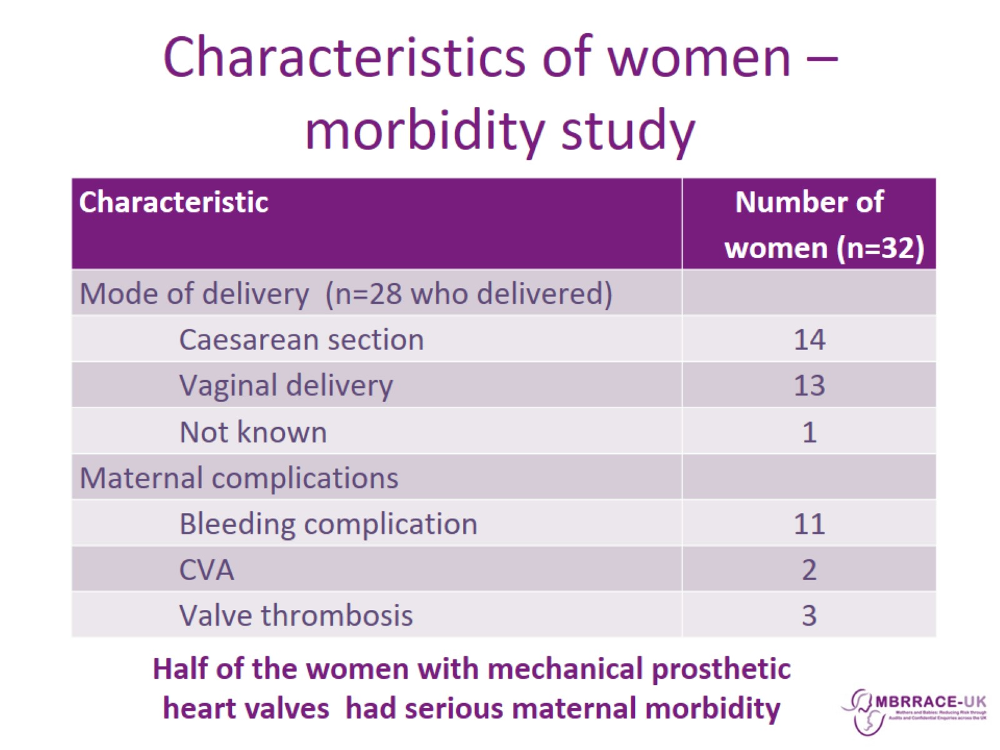 Characteristics of women –
morbidity study
Characteristic
Number of
women (n=32)
Mode of delivery (n=28 who delivered)
Caesarean section 14
Vaginal delivery 13
Not known 1
Maternal complications
Bleeding complication 11
CVA 2
Valve thrombosis 3
Half of the women with mechanical prosthetic
heart valves had serious maternal morbidity
MBRRACE-UK
Mothers and Babies: Reducing Risk through
Audits and Confidential Enquiries across the UK